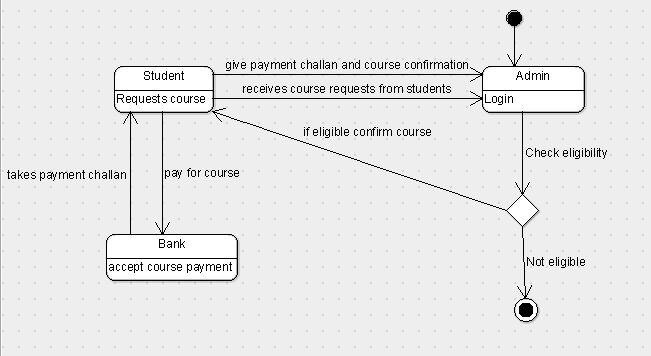 give payment challan and course confirmation
Student
Admin
Requests course
receives course requests from students
Login
if eligible confirm course
Check eligibility
takes payment challan
pay for course
Bank
accept course payment
Not eligible